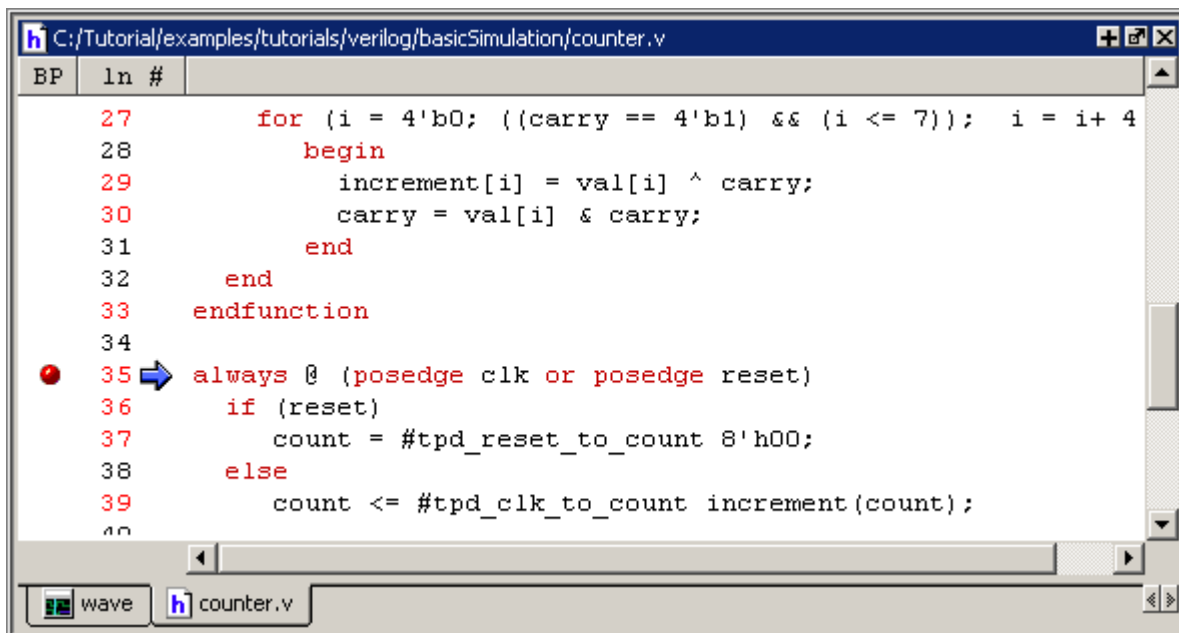 C:/Tutorial/examples/tutorials/verilog/basicSimulation/counter.v
BP ln #
27 for (i = 4'b0; ((carry == 4'b1) && (i <= 7)); i = i+ 4
28 begin
29 increment[i] = val[i] ^ carry;
30 carry = val[i] & carry;
31 end
32 end
33 endfunction
34
35 always @ (posedge clk or posedge reset)
36 if (reset)
37 count = #tpd_reset_to_count 8'h00;
38 else
39 count <= #tpd_clk_to_count increment(count);
40
wave counter.v